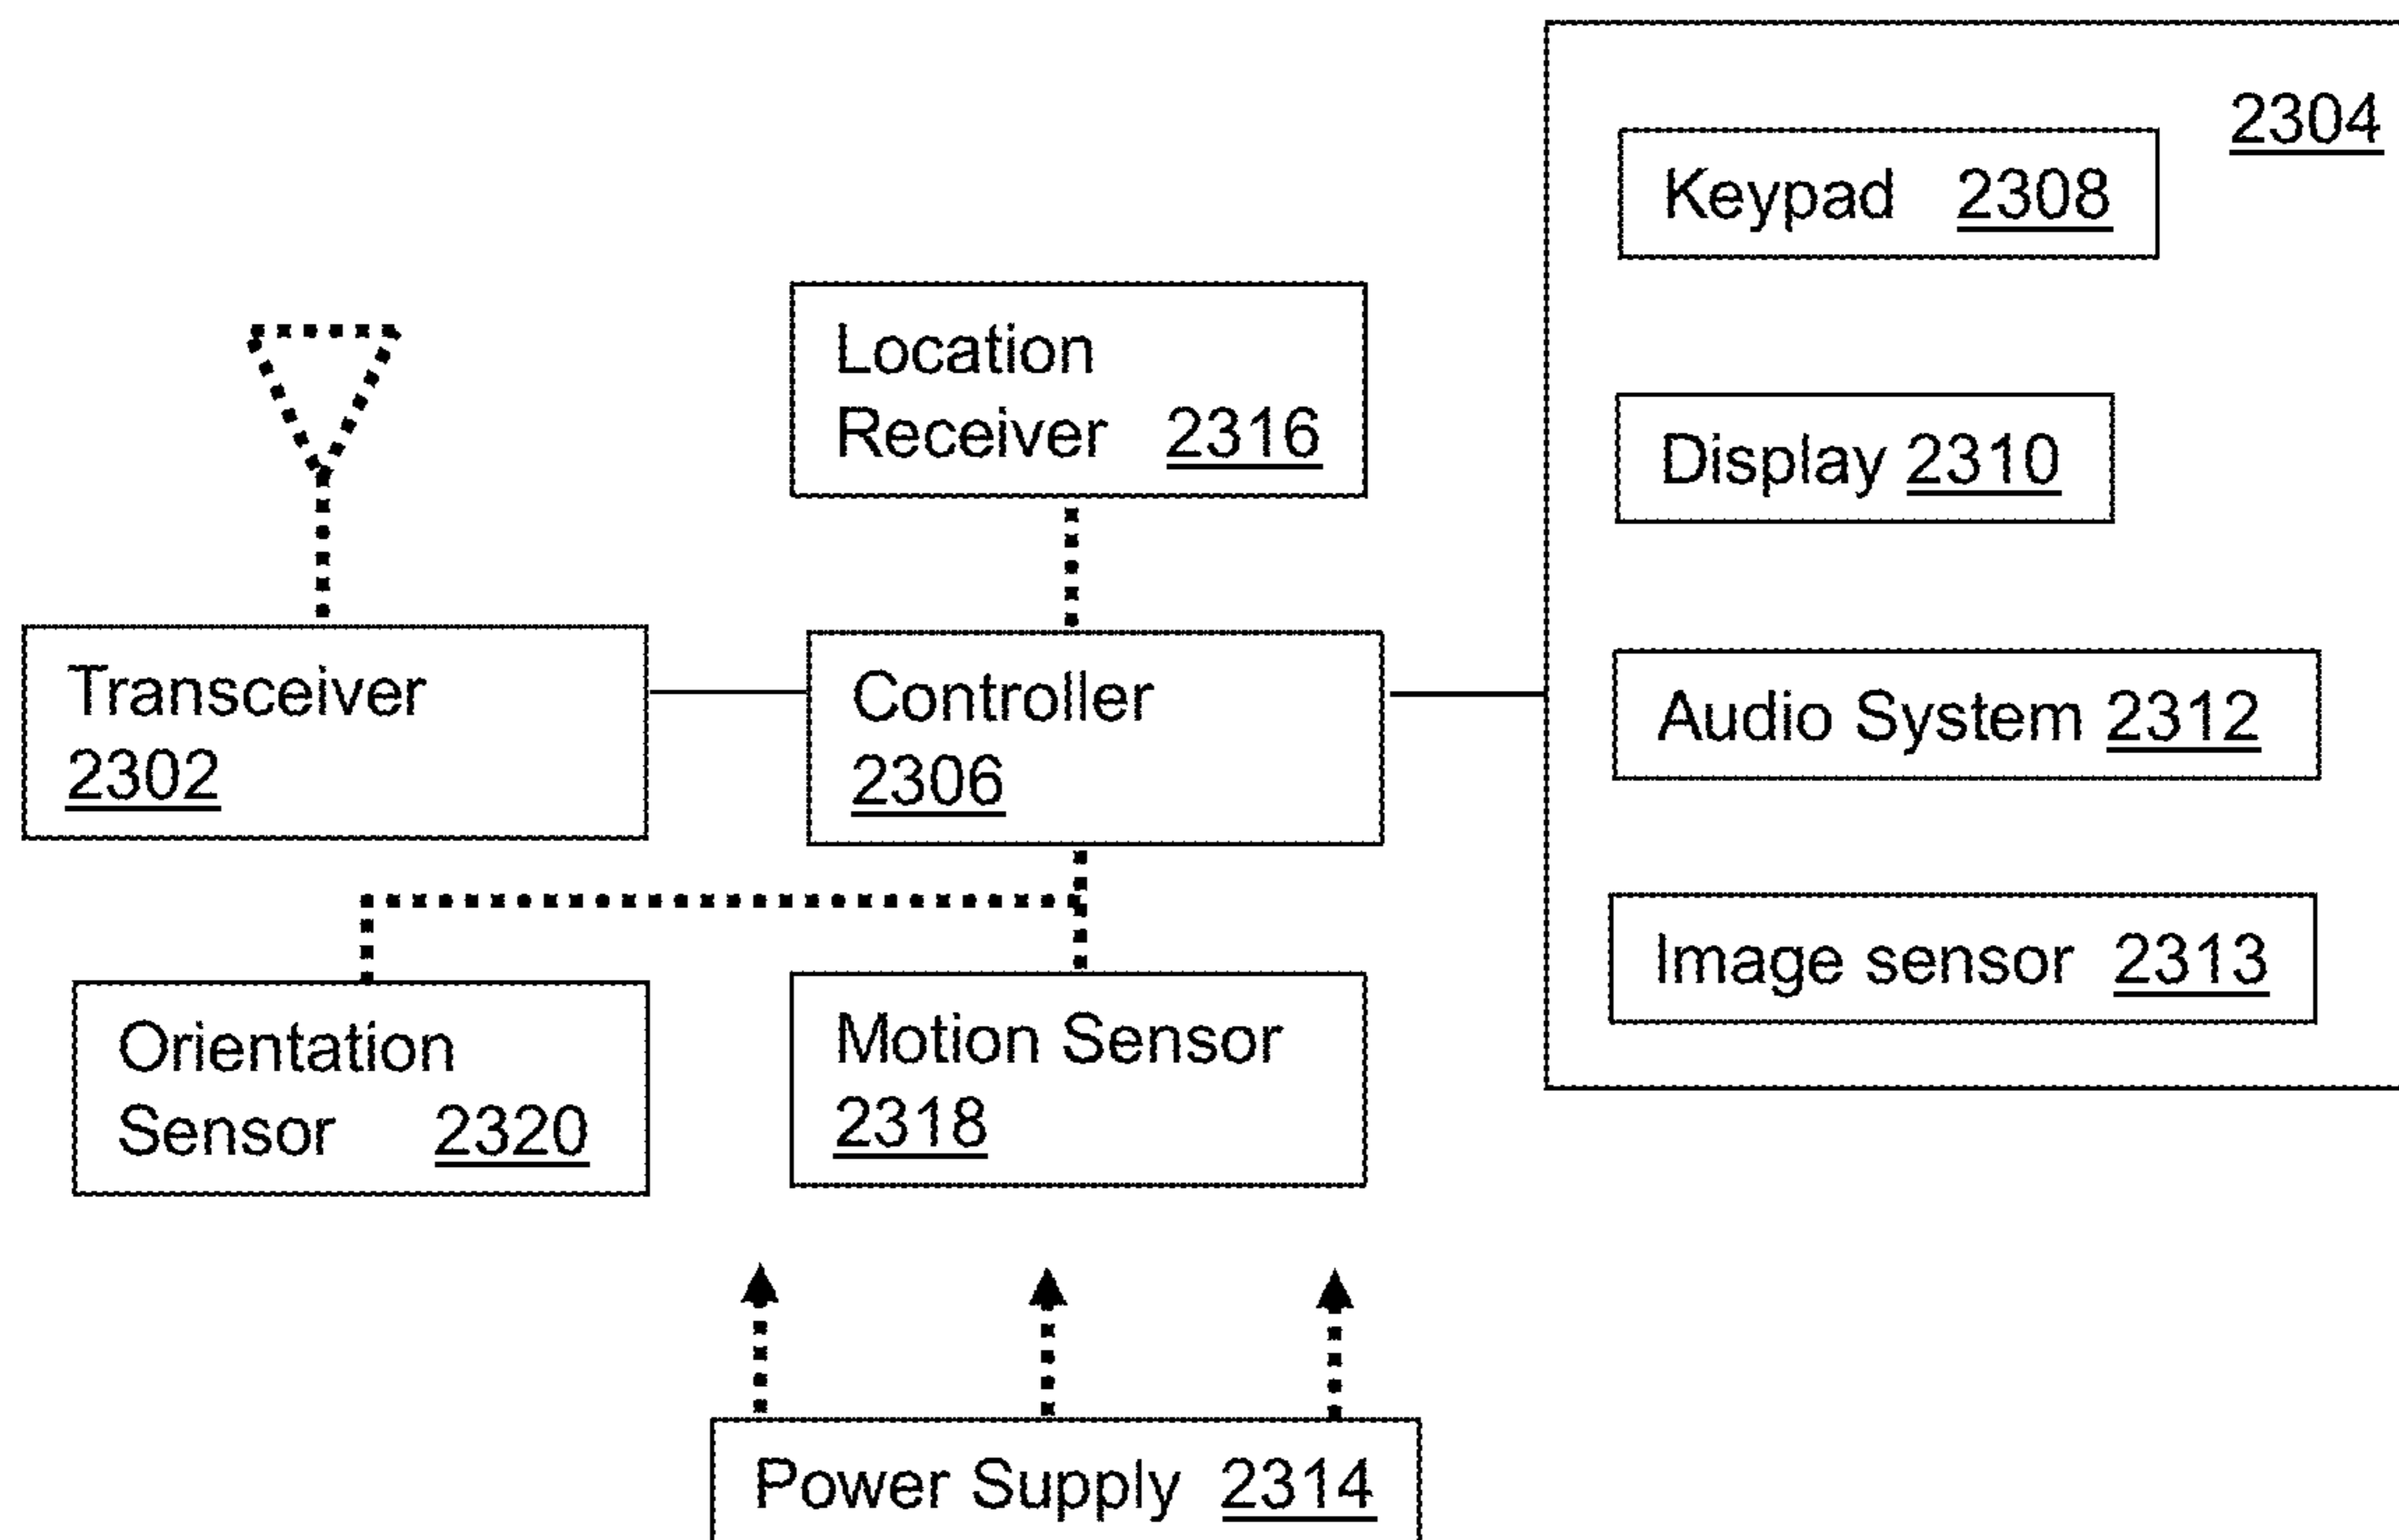 2304
Keypad 2308
Location
Receiver 2316
Display 2310
Transceiver
2302
Controller
2306
Audio System 2312
Image sensor 2313
Orientation
Sensor 2320
Motion Sensor
2318
Power Supply 2314